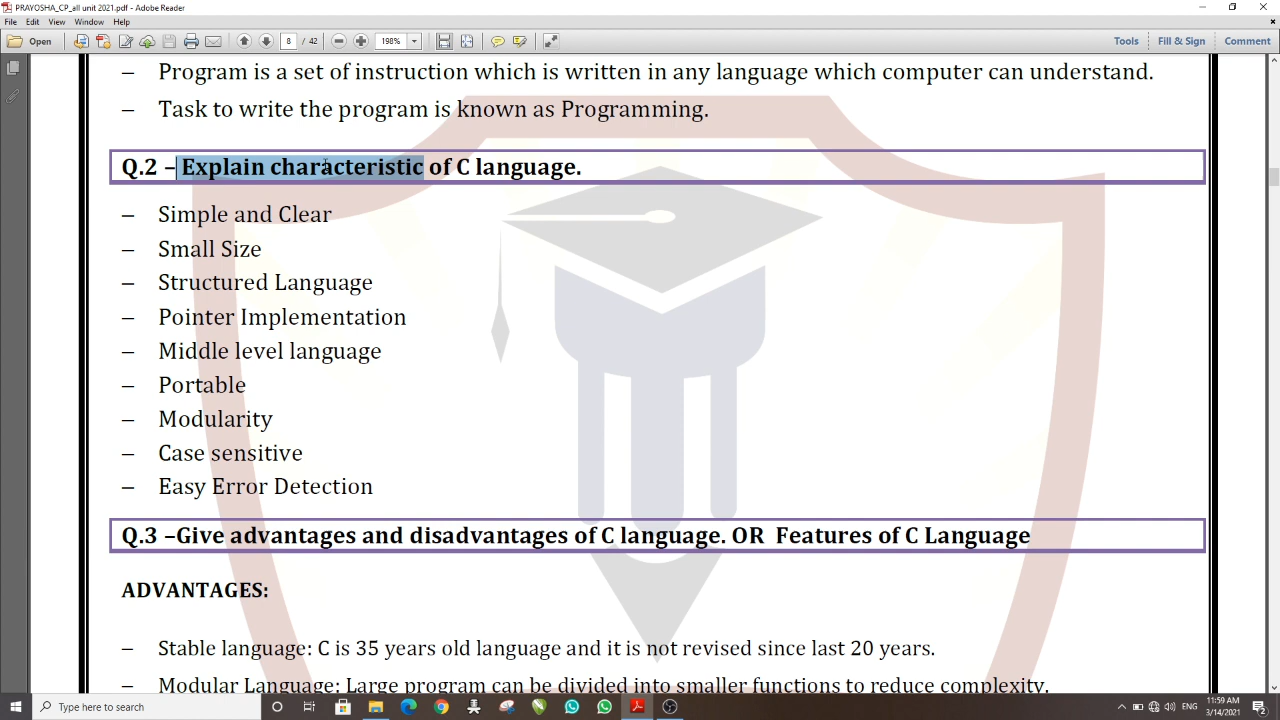 PRAYOSHA_CP_all unit 2021.pdf - Adobe Reader
File Edit View Window Help
Open 8 / 42 198% Tools Fill & Sign Comment
– Program is a set of instruction which is written in any language which computer can understand.
– Task to write the program is known as Programming.
Q.2 – Explain characteristic of C language.
– Simple and Clear
– Small Size
– Structured Language
– Pointer Implementation
– Middle level language
– Portable
– Modularity
– Case sensitive
– Easy Error Detection
Q.3 –Give advantages and disadvantages of C language. OR Features of C Language
ADVANTAGES:
– Stable language: C is 35 years old language and it is not revised since last 20 years.
– Modular Language: Large program can be divided into smaller functions to reduce complexity.
Type here to search
ENG
11:59 AM
3/14/2021
2